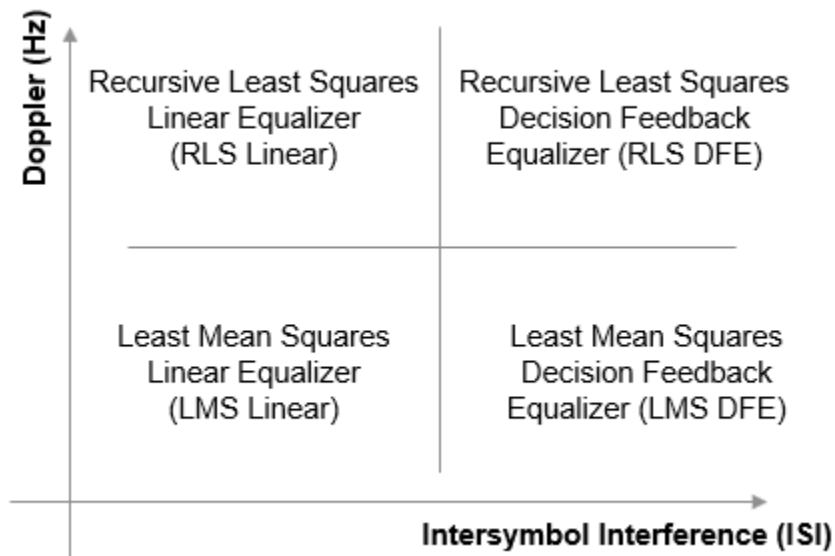 Doppler (Hz)
Recursive Least Squares
Linear Equalizer
(RLS Linear)
Recursive Least Squares
Decision Feedback
Equalizer (RLS DFE)
Least Mean Squares
Linear Equalizer
(LMS Linear)
Least Mean Squares
Decision Feedback
Equalizer (LMS DFE)
Intersymbol Interference (ISI)